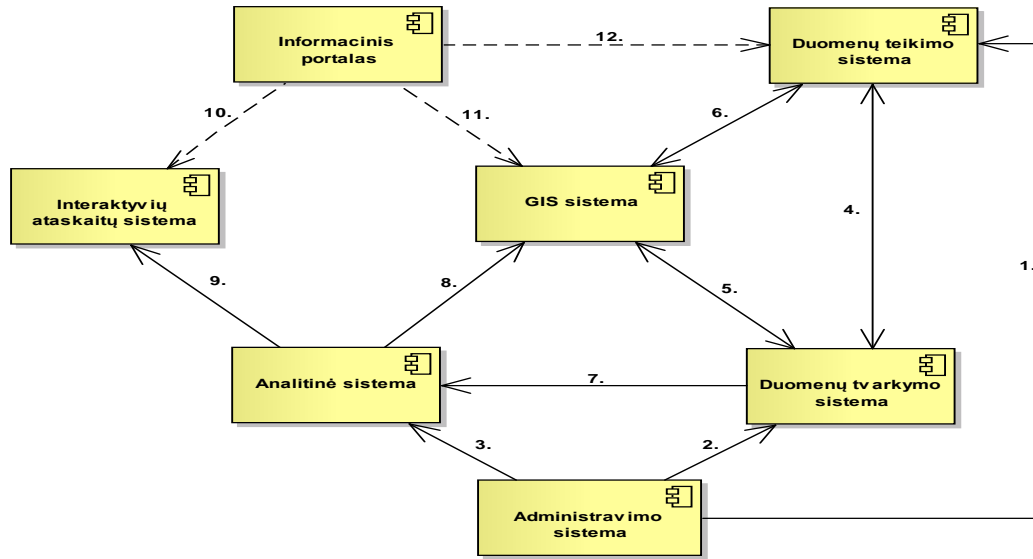 Informacinis
portalas
12.
Duomenų teikimo
sistema
10.
11.
6.
Interaktyvių
ataskaitų sistema
GIS sistema
4.
1.
9.
8.
5.
Analitinė sistema
7.
Duomenų tvarkymo
sistema
3.
2.
Administravimo
sistema